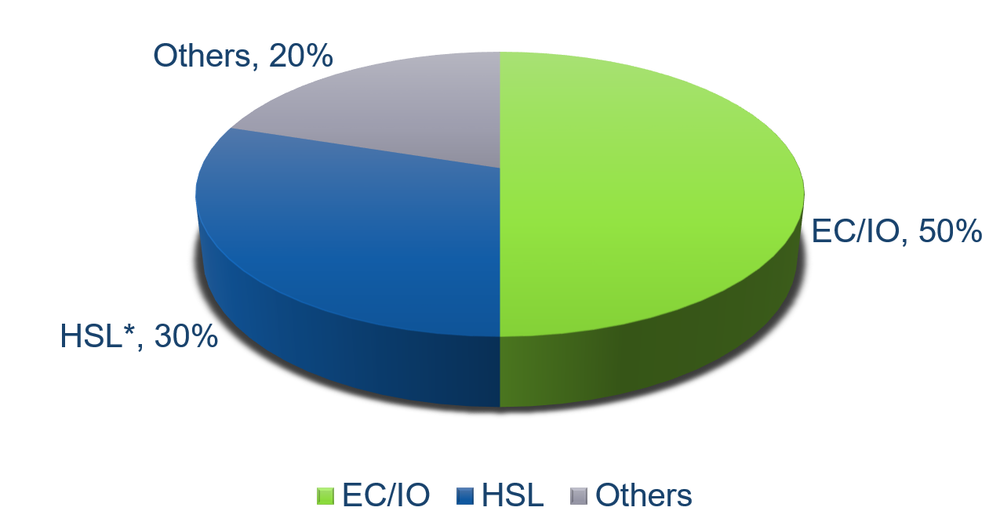 Others, 20%
EC/IO, 50%
HSL*, 30%
EC/IO HSL Others